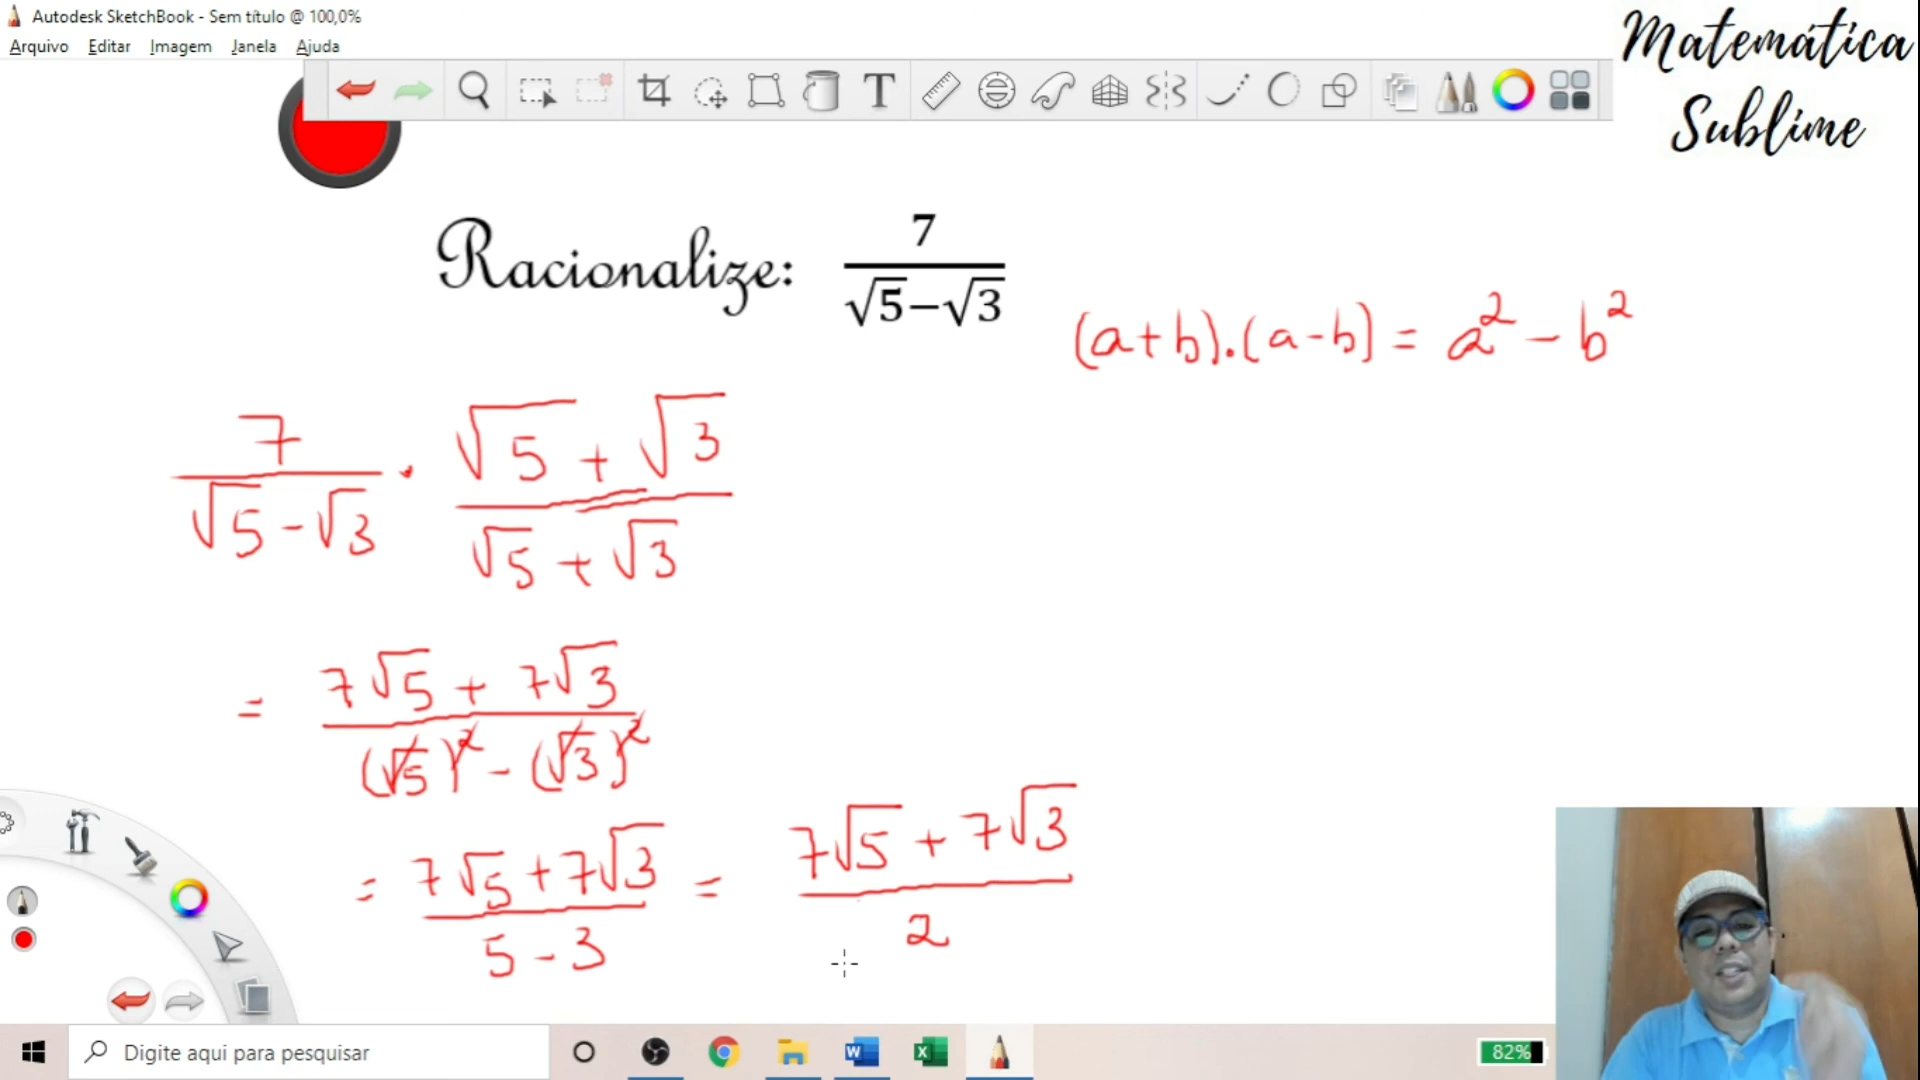 Autodesk SketchBook - Sem título @ 100,0%
Arquivo Editar Imagem Janela Ajuda
T
Matemática
Sublime
Racionalize: 7/(√5−√3)
(a+b).(a-b) = a² - b²
7/(√5-√3) . (√5+√3)/(√5+√3)
= (7√5+7√3)/((√5)²-(√3)²)
= (7√5+7√3)/(5-3) = (7√5+7√3)/2
Digite aqui para pesquisar
82%